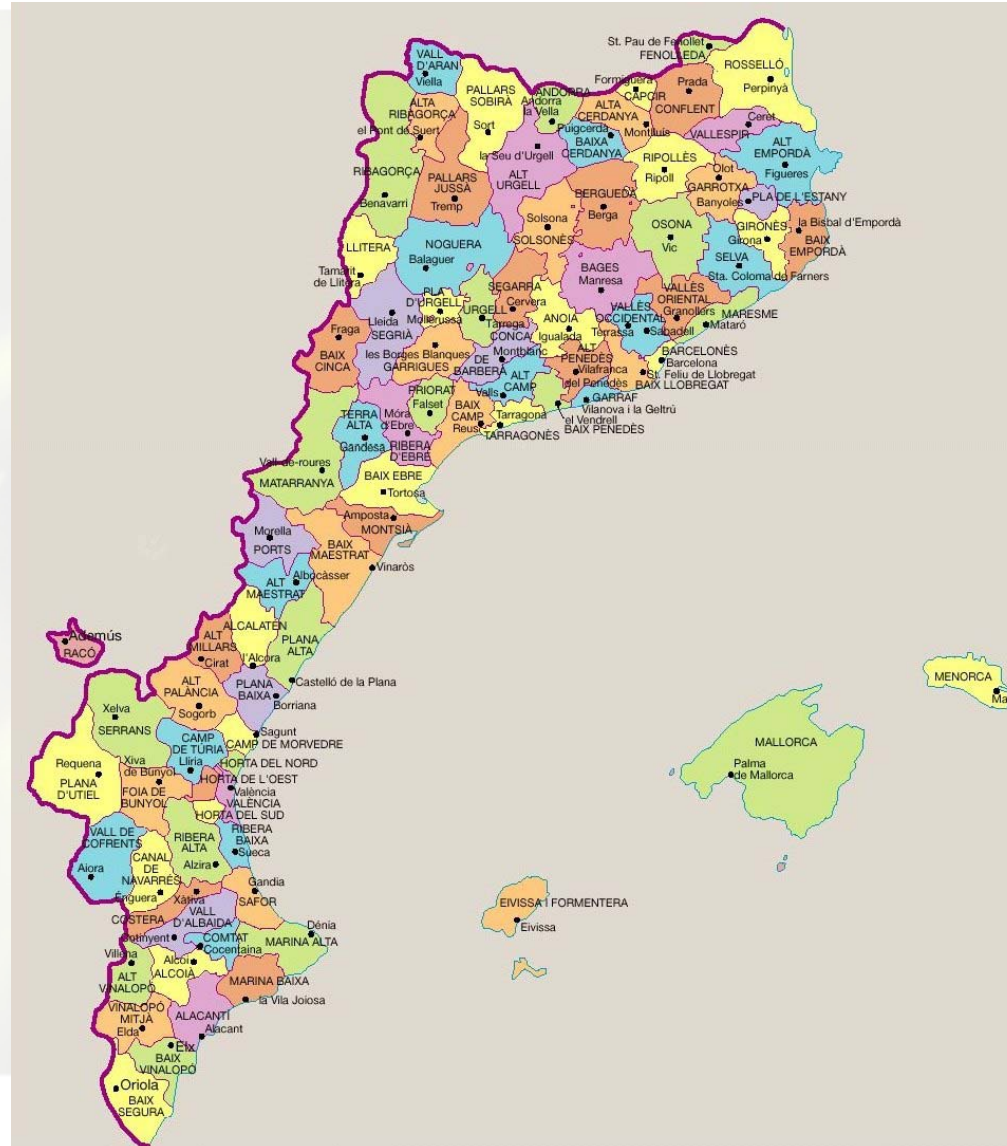 St. Pau de Fenollet
FENOLLEDA
ROSSELLÓ
Perpinyà
VALL
D'ARAN
Viella
PALLARS
SOBIRÀ
Sort
ANDORRA
Andorra
la Vella
Formiguera
CAPCIR
Prada
CONFLENT
ALTA
RIBAGORÇA
el Pont de Suert
ALTA
CERDANYA
Montlluís
Puigcerdà
BAIXA
CERDANYA
Ceret
VALLESPIR
ALT
EMPORDÀ
Figueres
la Seu d'Urgell
ALT
URGELL
RIPOLLÈS
Ripoll
Olot
GARROTXA
Banyoles
PLA DE L'ESTANY
RIBAGORÇA
Benavarri
PALLARS
JUSSÀ
Tremp
BERGUEDÀ
Berga
Solsona
SOLSONÈS
OSONA
Vic
GIRONÈS
Girona
la Bisbal d'Empordà
BAIX
EMPORDÀ
LLITERA
Tamarit
de Llitera
NOGUERA
Balaguer
SELVA
Sta. Coloma de Farners
BAGES
Manresa
SEGARRA
Cervera
VALLÈS
ORIENTAL
Granollers
MARESME
Mataró
PLA
D'URGELL
Mollerussa
URGELL
Tàrrega
Lleida
SEGRIÀ
ANOIA
Igualada
VALLÈS
OCCIDENTAL
Terrassa
Sabadell
Fraga
BAIX
CINCA
les Borges Blanques
GARRIGUES
CONCA
Montblanc
DE
BARBERÀ
ALT
PENEDÈS
Vilafranca
del Penedès
BARCELONÈS
Barcelona
St. Feliu de Llobregat
BAIX LLOBREGAT
ALT
CAMP
Valls
GARRAF
Vilanova i la Geltrú
el Vendrell
BAIX PENEDÈS
PRIORAT
Falset
BAIX
CAMP
Reus
Tarragona
TARRAGONÈS
TERRA
ALTA
Gandesa
Móra
d'Ebre
RIBERA
D'EBRE
Vall-de-roures
MATARRANYA
BAIX EBRE
Tortosa
Amposta
MONTSIÀ
Morella
PORTS
BAIX
MAESTRAT
Vinaròs
ALT
MAESTRAT
Albocàsser
Ademús
RACÓ
ALT
MILLARS
Cirat
ALCALATÉN
l'Alcora
PLANA
ALTA
Castelló de la Plana
ALT
PALÀNCIA
Sogorb
PLANA
BAIXA
Borriana
MENORCA
Ma
Xelva
SERRANS
Sagunt
CAMP DE MORVEDRE
CAMP
DE TÚRIA
Llíria
HORTA DEL NORD
MALLORCA
Palma
de Mallorca
Requena
PLANA
D'UTIEL
Xiva
de Bunyol
FOIA DE
BUNYOL
HORTA DE L'OEST
València
VALÈNCIA
HORTA DEL SUD
VALL DE
COFRENTS
Aiora
RIBERA
ALTA
Alzira
RIBERA
BAIXA
Sueca
CANAL
DE
NAVARRÉS
Énguera
Xàtiva
COSTERA
Gandia
SAFOR
EIVISSA I FORMENTERA
Eivissa
VALL
D'ALBAIDA
Ontinyent
COMTAT
Cocentaina
Dénia
MARINA ALTA
Villena
ALT
VINALOPÓ
Alcoi
ALCOIÀ
MARINA BAIXA
la Vila Joiosa
VINALOPÓ
MITJÀ
Elda
ALACANTÍ
Alacant
Elx
BAIX
VINALOPÓ
Oriola
BAIX
SEGURA